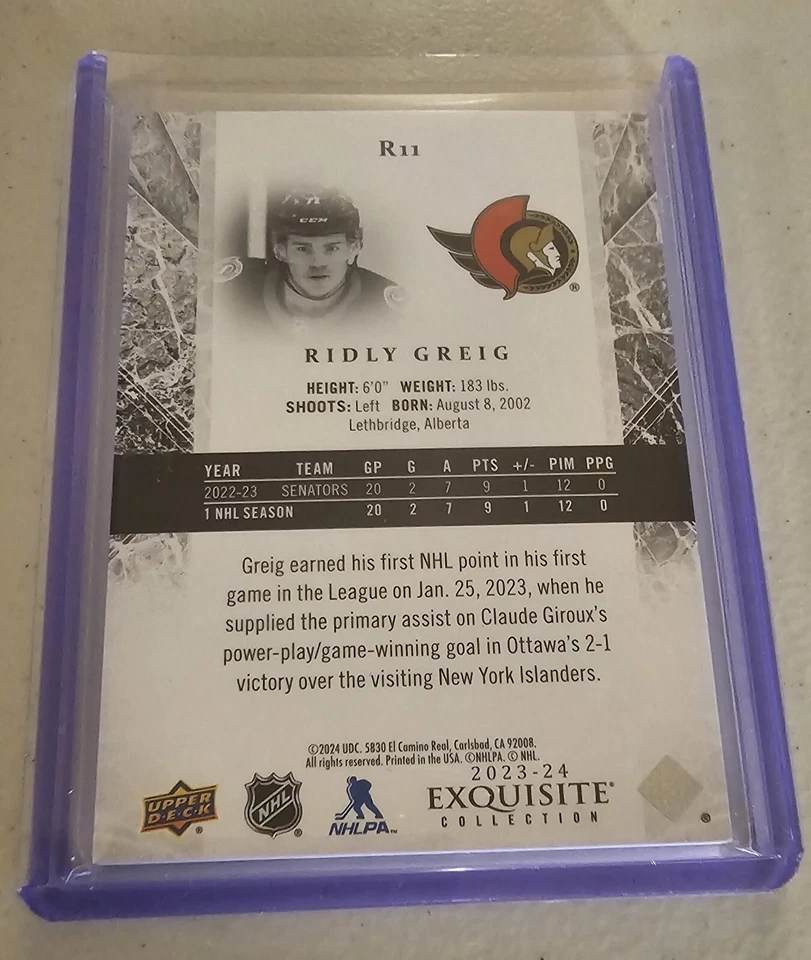 R11
CCM
®
RIDLY GREIG
HEIGHT: 6'0" WEIGHT: 183 lbs.
SHOOTS: Left BORN: August 8, 2002
Lethbridge, Alberta
YEAR TEAM GP G A PTS +/- PIM PPG
2022-23 SENATORS 20 2 7 9 1 12 0
1 NHL SEASON 20 2 7 9 1 12 0
Greig earned his first NHL point in his first
game in the League on Jan. 25, 2023, when he
supplied the primary assist on Claude Giroux's
power-play/game-winning goal in Ottawa's 2-1
victory over the visiting New York Islanders.
©2024 UDC. 5830 El Camino Real, Carlsbad, CA 92008.
All rights reserved. Printed in the USA. ©NHLPA. © NHL.
UPPER
DECK ®
NHL ®
NHLPA™
2023-24
EXQUISITE®
COLLECTION